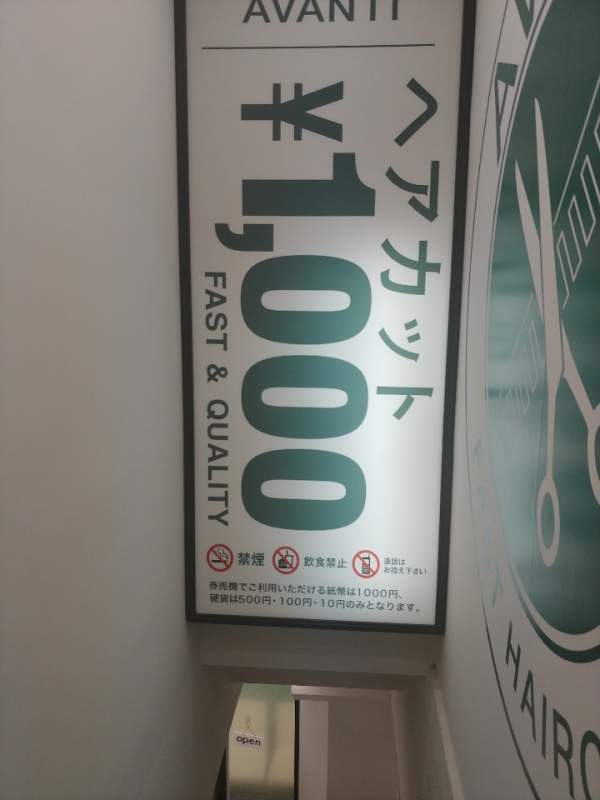 AVANTI
ヘアカット
¥1,000
FAST & QUALITY
禁煙
飲食禁止
通話は
お控え下さい
券売機でご利用いただける紙幣は1000円、
硬貨は500円・100円・10円のみとなります。
open